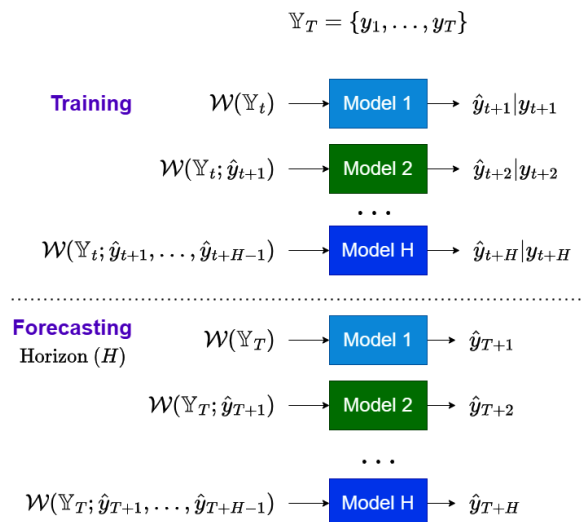 𝕐_T = {y_1, . . . , y_T}
Training
𝒲(𝕐_t) Model 1 ŷ_{t+1}|y_{t+1}
𝒲(𝕐_t; ŷ_{t+1}) Model 2 ŷ_{t+2}|y_{t+2}
. . .
𝒲(𝕐_t; ŷ_{t+1}, . . . , ŷ_{t+H−1}) Model H ŷ_{t+H}|y_{t+H}
Forecasting
Horizon (H)
𝒲(𝕐_T) Model 1 ŷ_{T+1}
𝒲(𝕐_T; ŷ_{T+1}) Model 2 ŷ_{T+2}
. . .
𝒲(𝕐_T; ŷ_{T+1}, . . . , ŷ_{T+H−1}) Model H ŷ_{T+H}